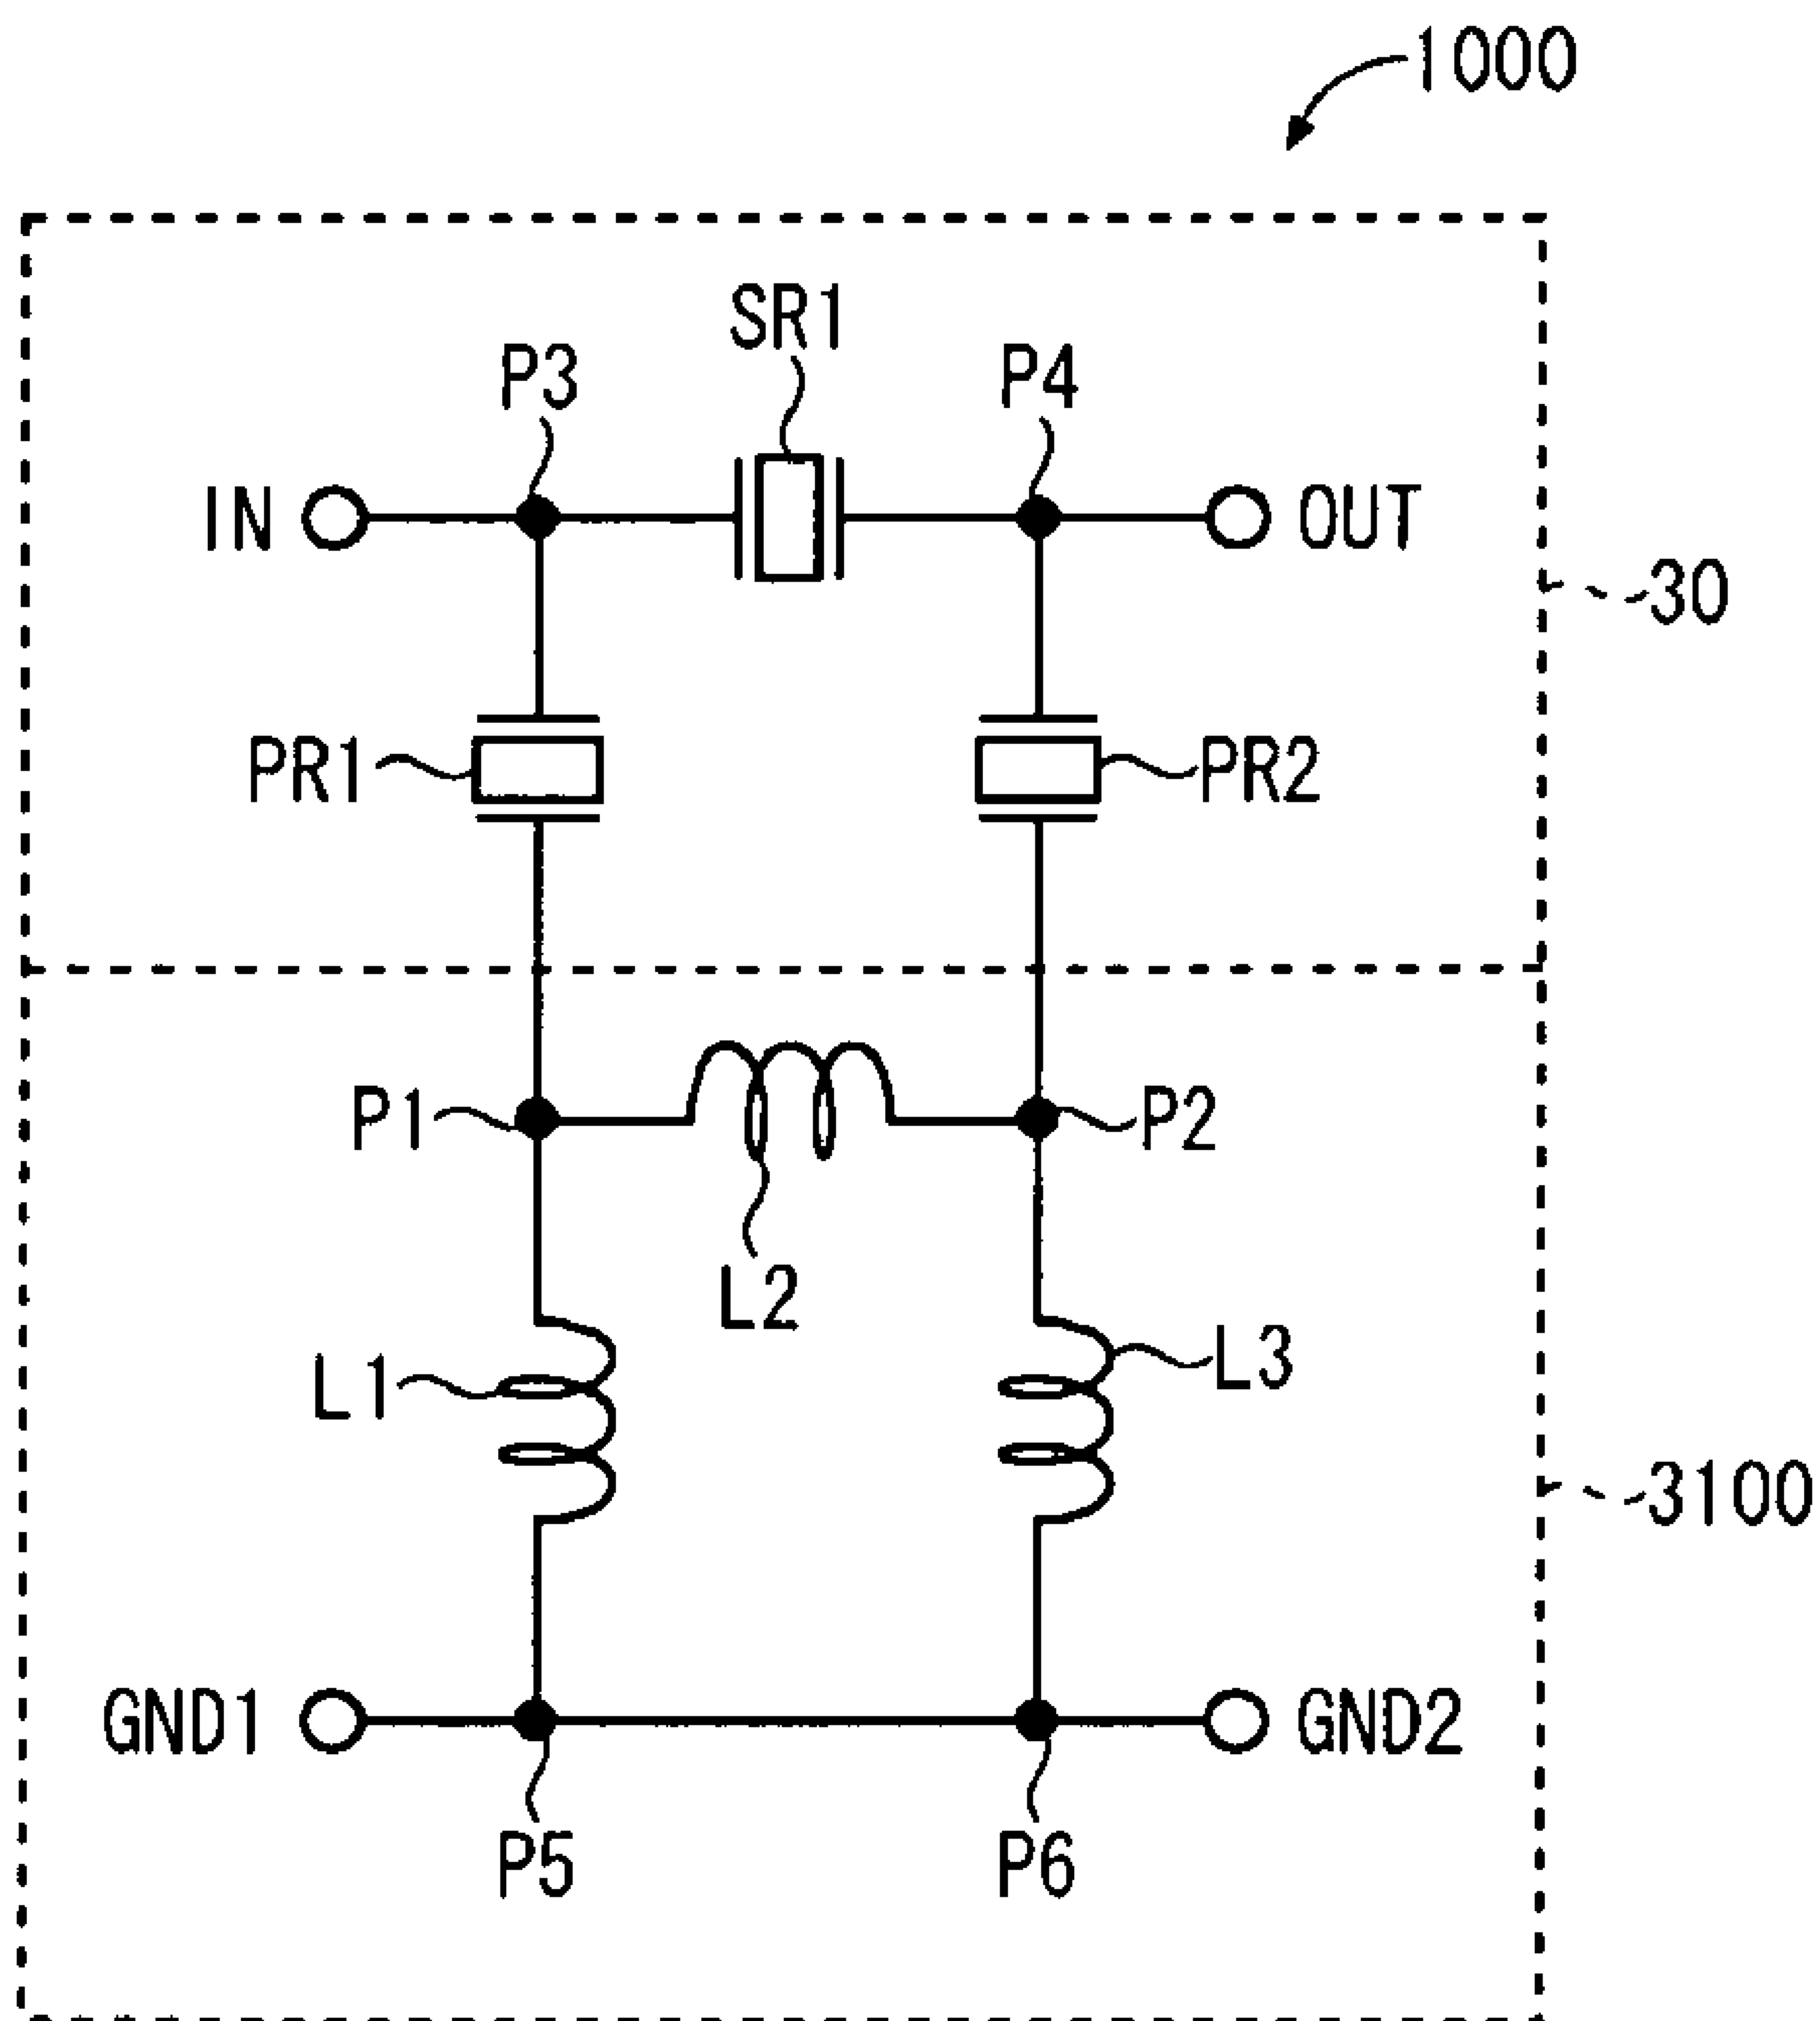 1000
SR1
P3
P4
IN
OUT
30
PR1
PR2
P1
P2
L2
L1
L3
3100
GND1
GND2
P5
P6